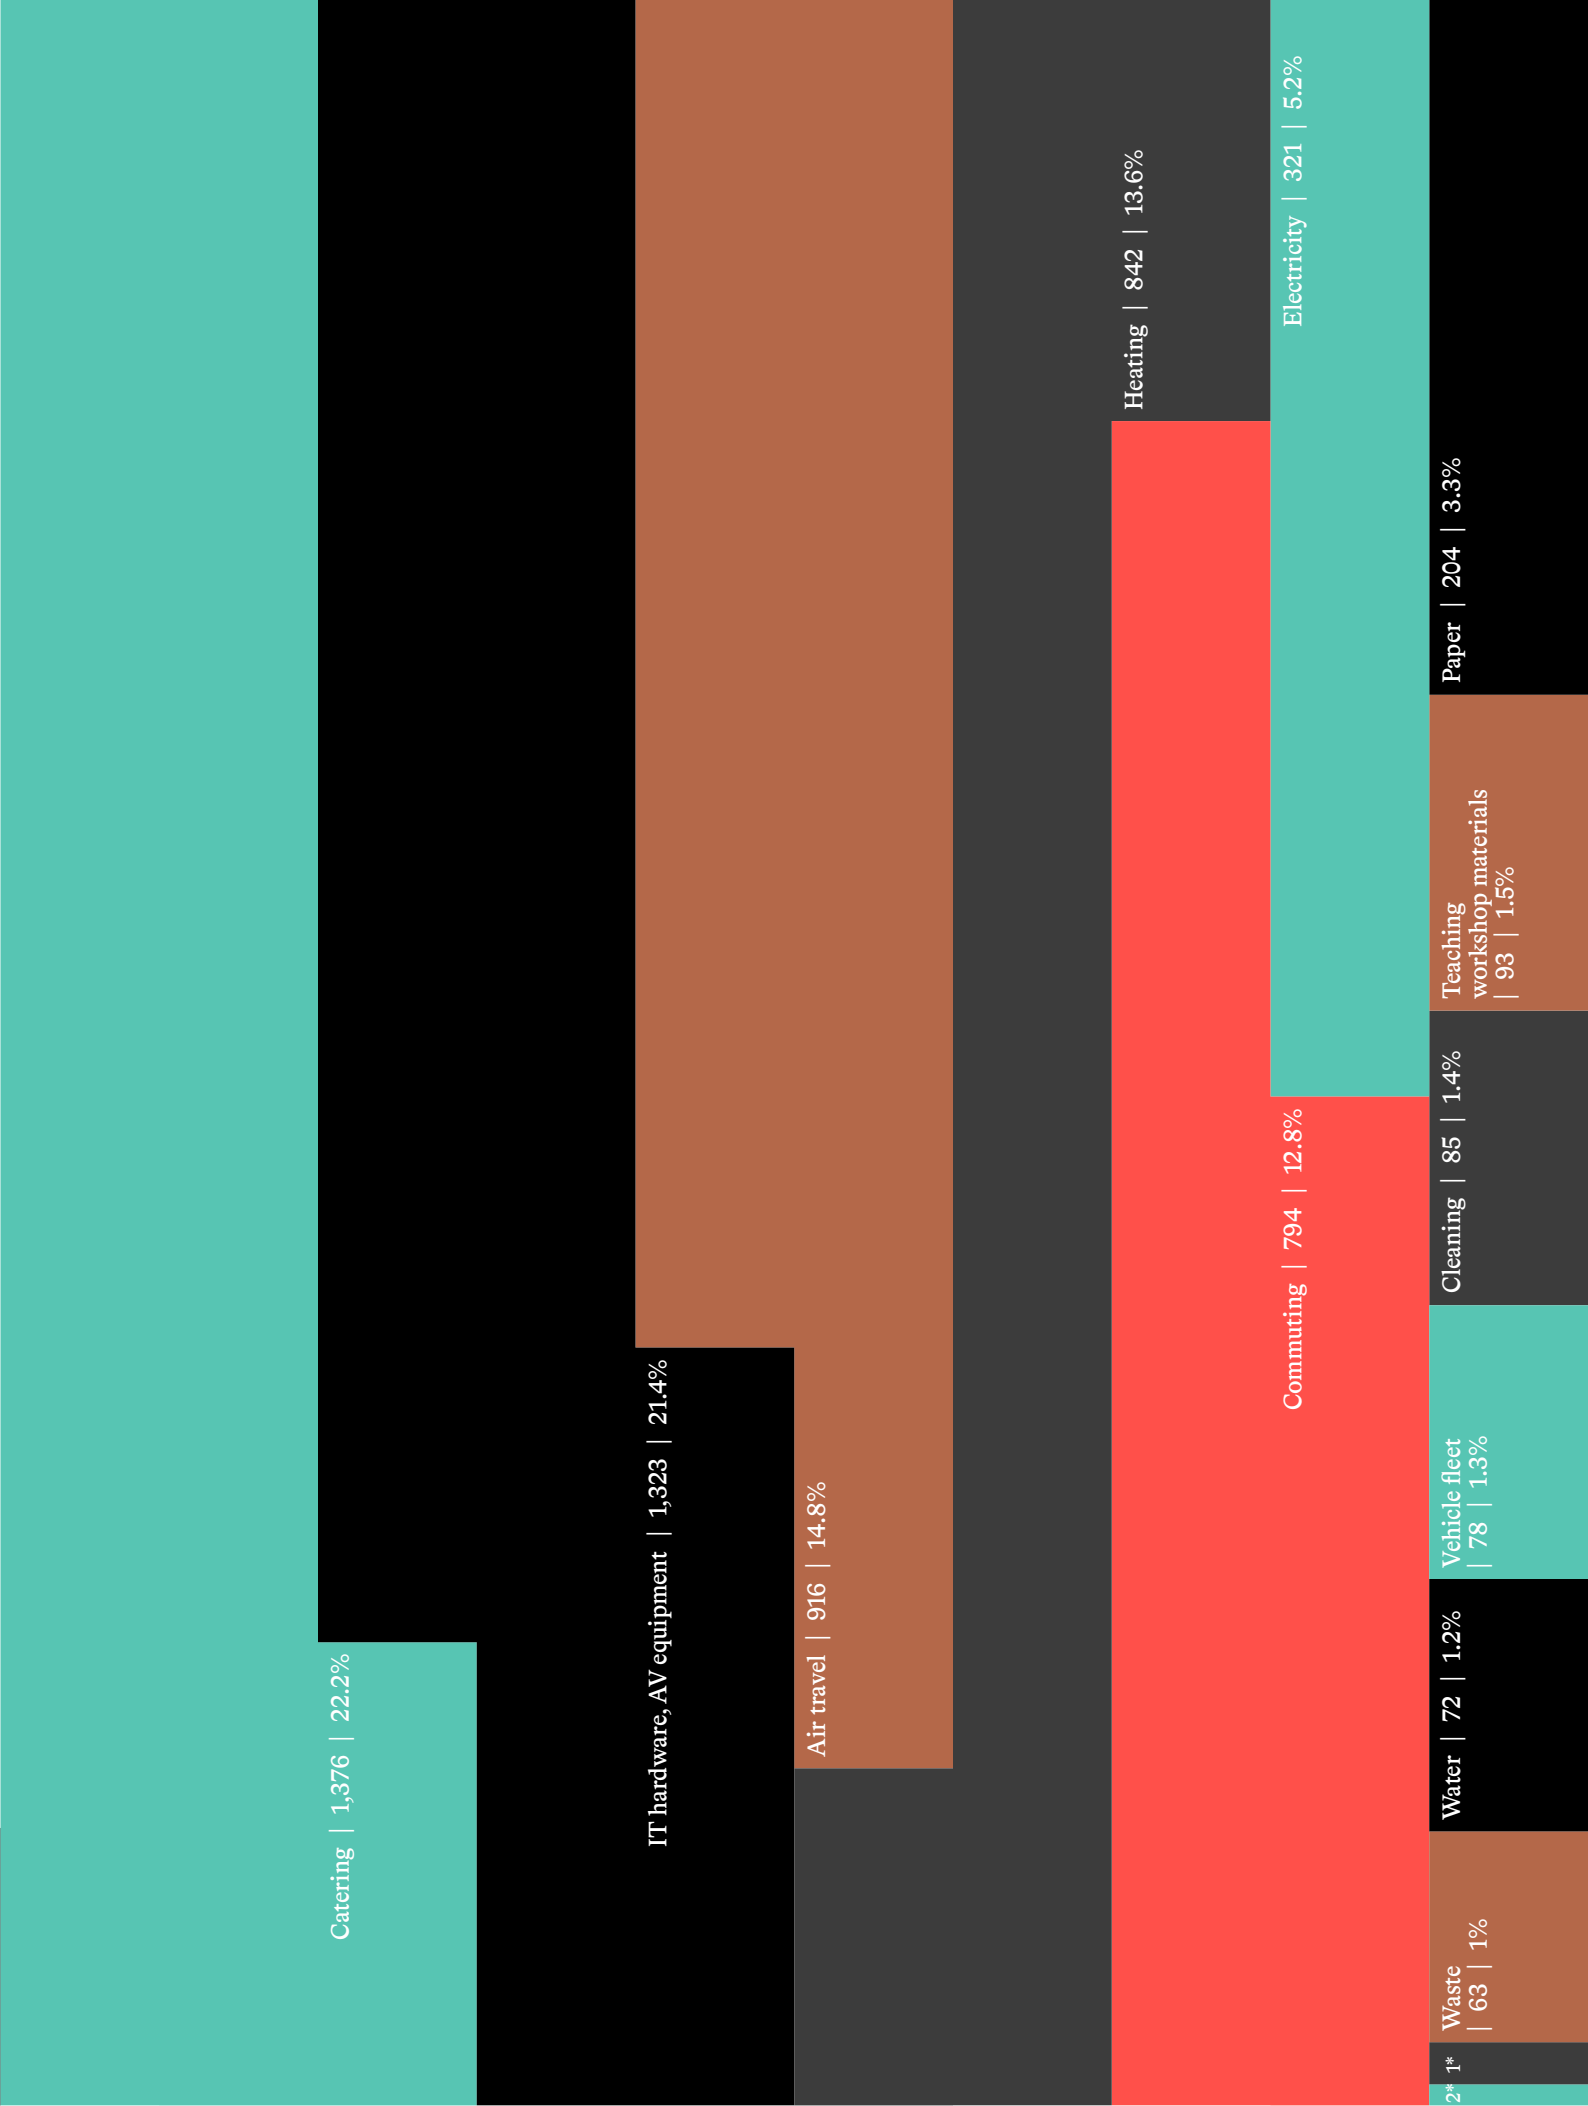 Catering | 1,376 | 22.2%
IT hardware, AV equipment | 1,323 | 21.4%
Air travel | 916 | 14.8%
Heating | 842 | 13.6%
Commuting | 794 | 12.8%
Electricity | 321 | 5.2%
Paper | 204 | 3.3%
Teaching
workshop materials
| 93 | 1.5%
Cleaning | 85 | 1.4%
Vehicle fleet
| 78 | 1.3%
Water | 72 | 1.2%
Waste
| 63 | 1%
1*
2*